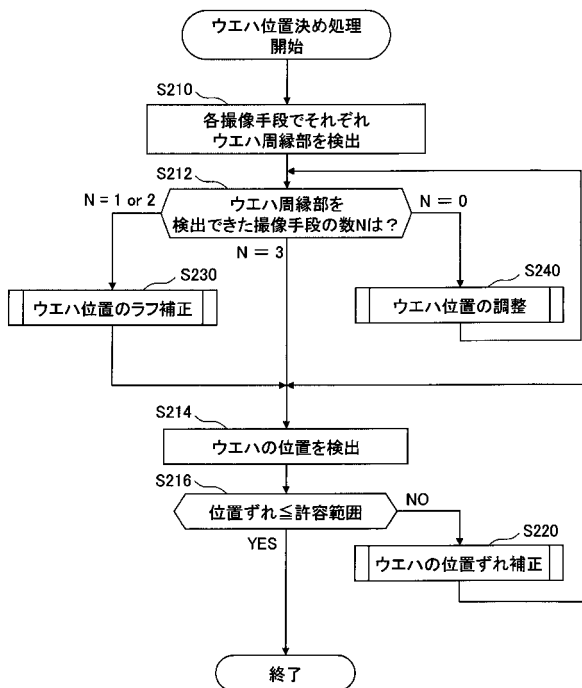 ウエハ位置決め処理
開始
S210
各撮像手段でそれぞれ
ウエハ周縁部を検出
S212
N = 1 or 2
ウエハ周縁部を
検出できた撮像手段の数Nは？
N = 0
N = 3
S230
ウエハ位置のラフ補正
S240
ウエハ位置の調整
S214
ウエハの位置を検出
S216
位置ずれ≦許容範囲
NO
YES
S220
ウエハの位置ずれ補正
終了